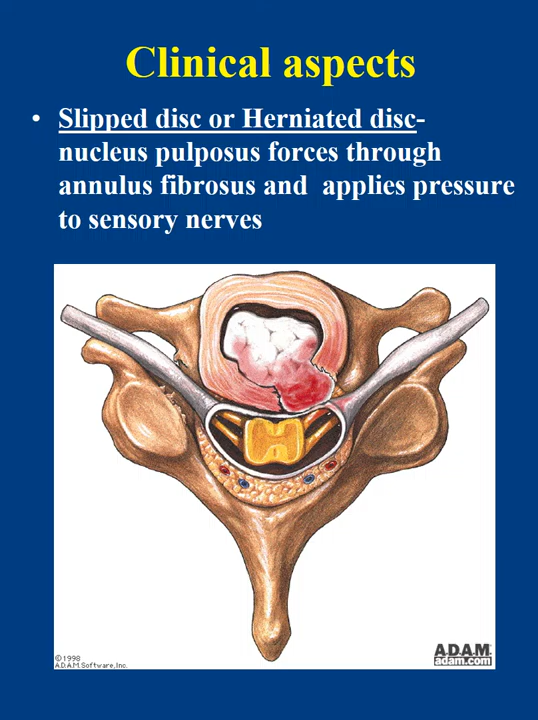 Clinical aspects
• Slipped disc or Herniated disc-
nucleus pulposus forces through
annulus fibrosus and  applies pressure
to sensory nerves
©1998
A.D.A.M. Software, Inc.
A.D.A.M.
adam.com